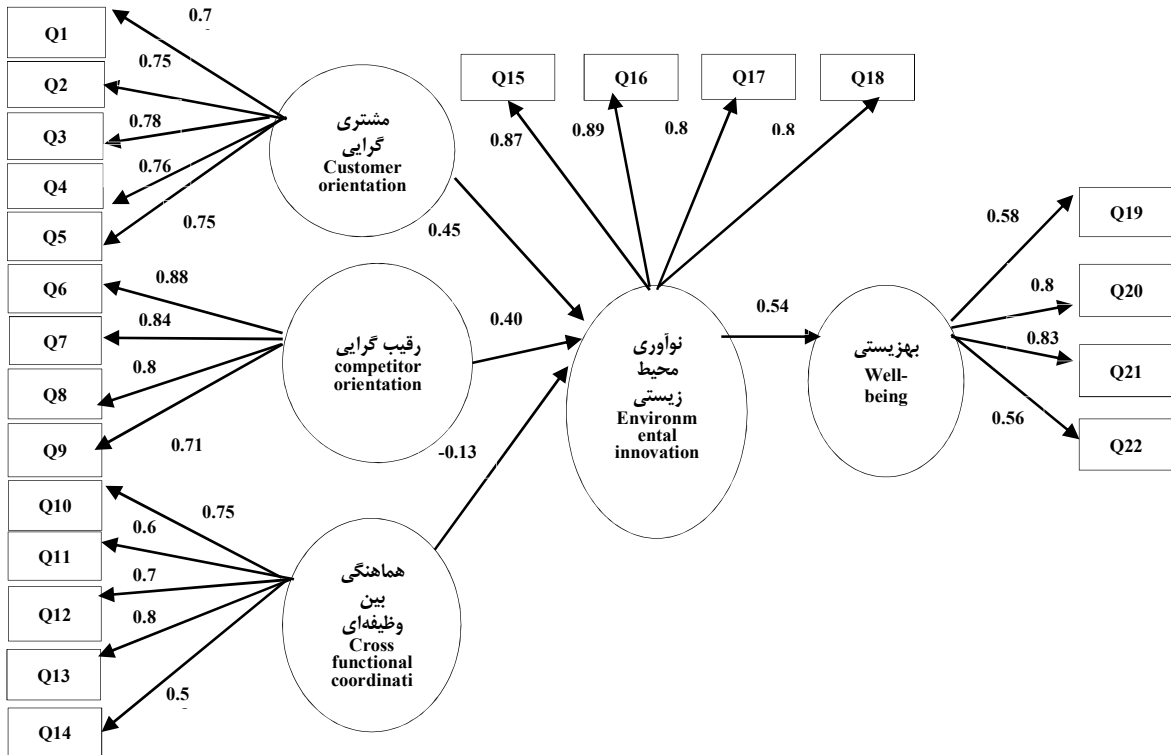 Q1
Q2
Q3
Q4
Q5
Q6
Q7
Q8
Q9
Q10
Q11
Q12
Q13
Q14
0.7
0.75
0.78
0.76
0.75
0.88
0.84
0.8
0.71
0.75
0.6
0.7
0.8
0.5
مشتری
گرایی
Customer
orientation
رقیب گرایی
competitor
orientation
هماهنگی
بین
وظیفه‌ای
Cross
functional
coordinati
0.45
0.40
-0.13
Q15
Q16
Q17
Q18
0.87
0.89
0.8
0.8
نوآوری
محیط
زیستی
Environm
ental
innovation
0.54
بهزیستی
Well-
being
0.58
0.8
0.83
0.56
Q19
Q20
Q21
Q22